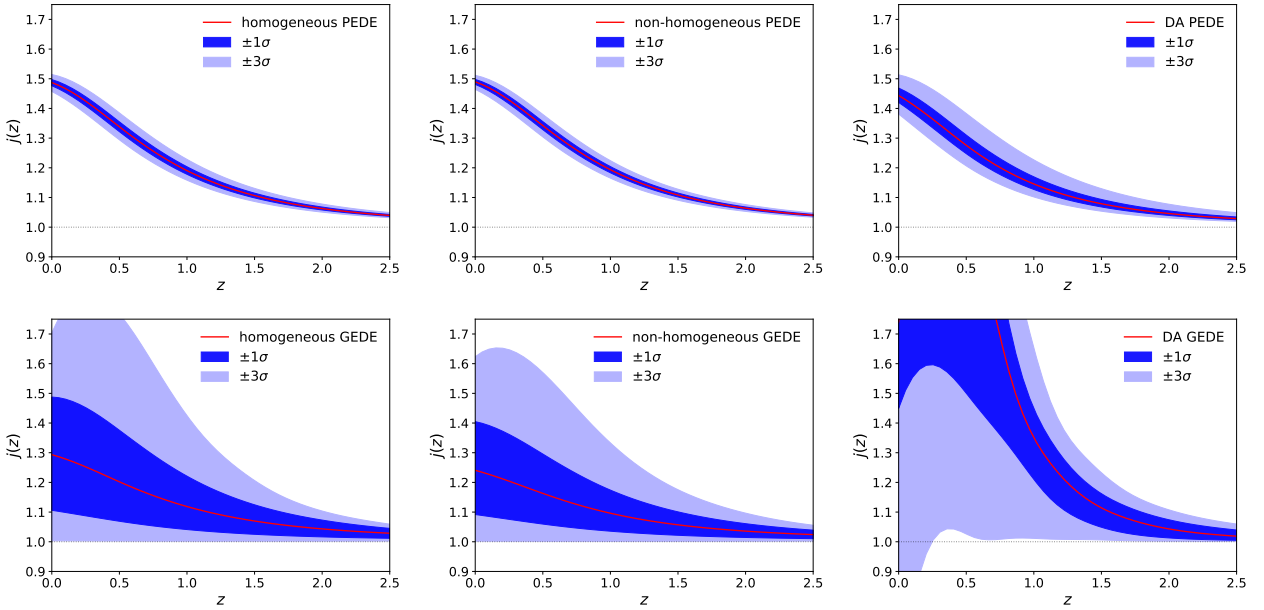 homogeneous PEDE
±1σ
±3σ
1.7
1.6
1.5
1.4
1.3
1.2
1.1
1.0
0.9
j(z)
0.0 0.5 1.0 1.5 2.0 2.5
z
non-homogeneous PEDE
±1σ
±3σ
1.7
1.6
1.5
1.4
1.3
1.2
1.1
1.0
0.9
j(z)
0.0 0.5 1.0 1.5 2.0 2.5
z
DA PEDE
±1σ
±3σ
1.7
1.6
1.5
1.4
1.3
1.2
1.1
1.0
0.9
j(z)
0.0 0.5 1.0 1.5 2.0 2.5
z
homogeneous GEDE
±1σ
±3σ
1.7
1.6
1.5
1.4
1.3
1.2
1.1
1.0
0.9
j(z)
0.0 0.5 1.0 1.5 2.0 2.5
z
non-homogeneous GEDE
±1σ
±3σ
1.7
1.6
1.5
1.4
1.3
1.2
1.1
1.0
0.9
j(z)
0.0 0.5 1.0 1.5 2.0 2.5
z
DA GEDE
±1σ
±3σ
1.7
1.6
1.5
1.4
1.3
1.2
1.1
1.0
0.9
j(z)
0.0 0.5 1.0 1.5 2.0 2.5
z